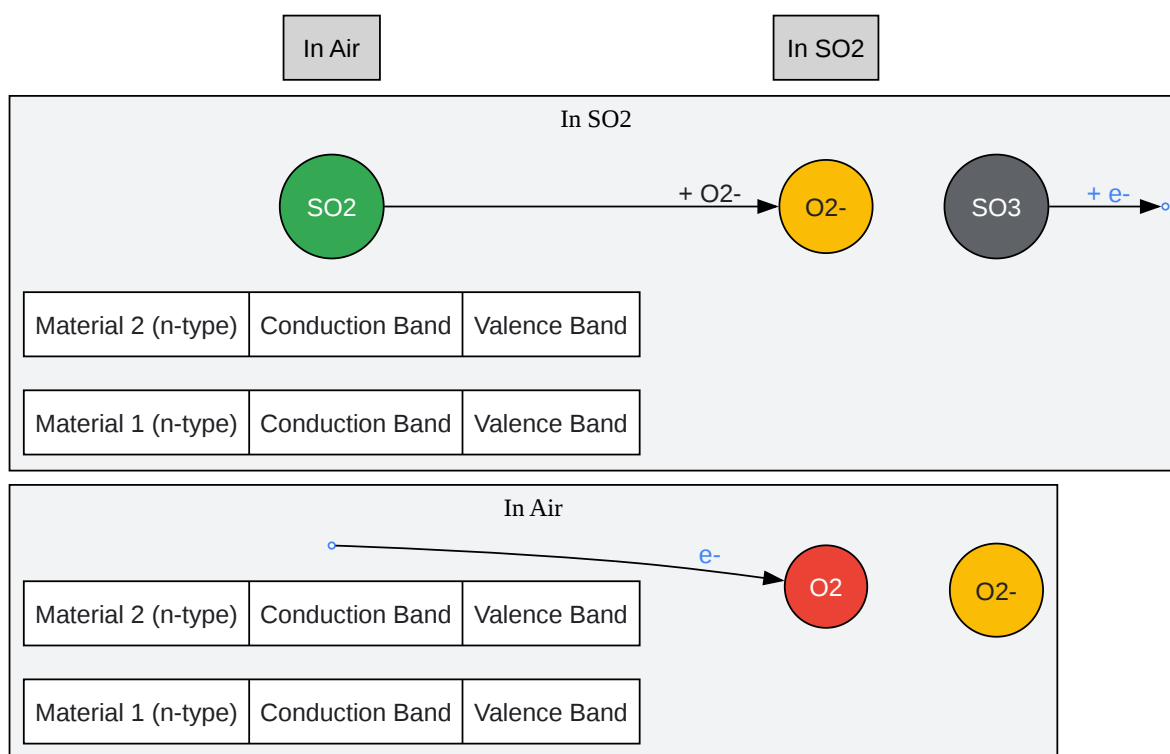 In Air
In SO2
In SO2
SO2
+ O2-
O2-
SO3
+ e-
Material 2 (n-type) Conduction Band Valence Band
Material 1 (n-type) Conduction Band Valence Band
In Air
e-
O2
O2-
Material 2 (n-type) Conduction Band Valence Band
Material 1 (n-type) Conduction Band Valence Band